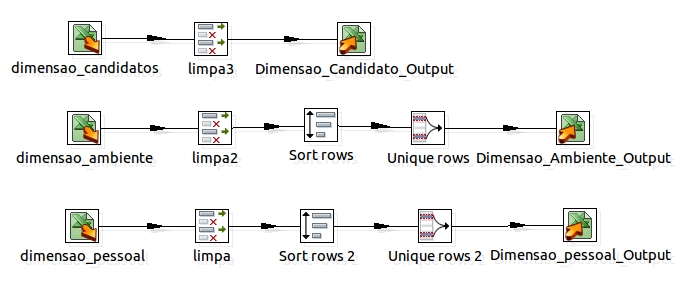 dimensao_candidatos
limpa3
Dimensao_Candidato_Output
dimensao_ambiente
limpa2
Sort rows
Unique rows
Dimensao_Ambiente_Output
dimensao_pessoal
limpa
Sort rows 2
Unique rows 2
Dimensao_pessoal_Output